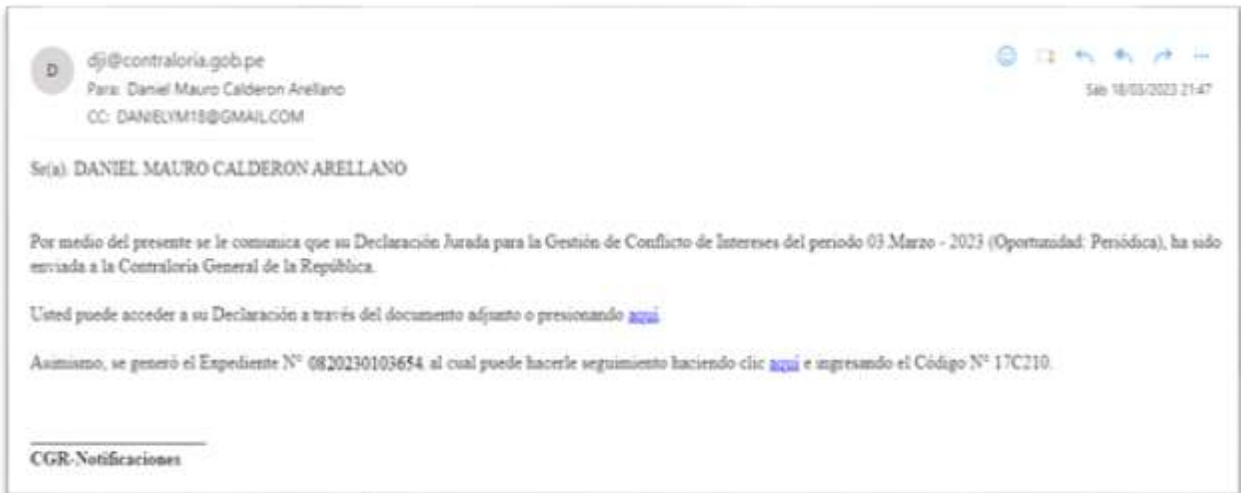 D
dji@contraloria.gob.pe
Para: Daniel Mauro Calderon Arellano
CC: DANIELYM18@GMAIL.COM
Sáb 18/03/2023 21:47
Sr(a). DANIEL MAURO CALDERON ARELLANO
Por medio del presente se le comunica que su Declaración Jurada para la Gestión de Conflicto de Intereses del periodo 03 Marzo - 2023 (Oportunidad: Periódica), ha sido
enviada a la Contraloría General de la República.
Usted puede acceder a su Declaración a través del documento adjunto o presionando aquí.
Asimismo, se generó el Expediente N° 0820230103654, al cual puede hacerle seguimiento haciendo clic aquí e ingresando el Código N° 17C210.
CGR-Notificaciones